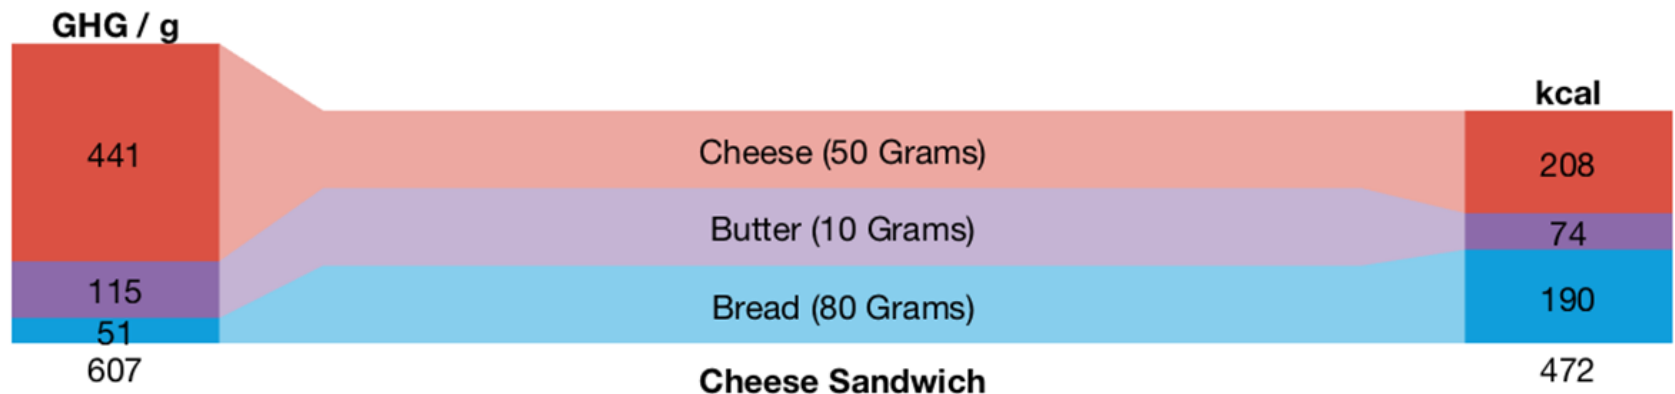 GHG / g
kcal
441
Cheese (50 Grams)
208
Butter (10 Grams)
74
115
Bread (80 Grams)
190
51
607
Cheese Sandwich
472